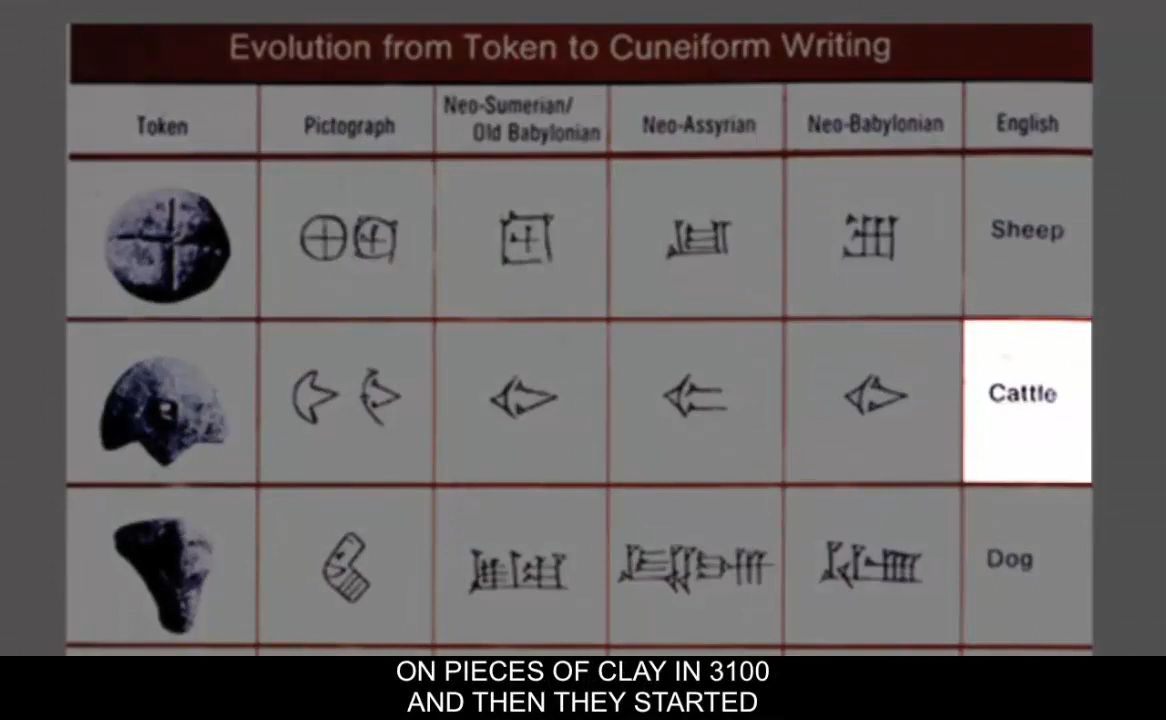 Evolution from Token to Cuneiform Writing
Token
Pictograph
Neo-Sumerian/
Old Babylonian
Neo-Assyrian
Neo-Babylonian
English
Sheep
Cattle
Dog
ON PIECES OF CLAY IN 3100
AND THEN THEY STARTED